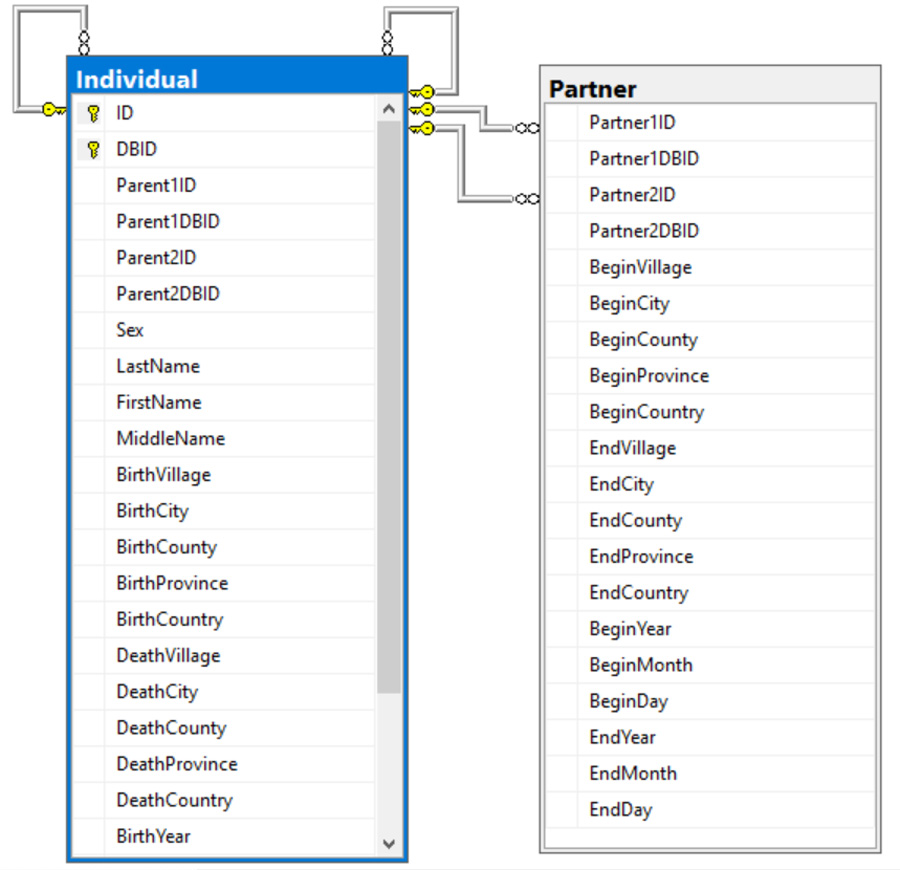 Individual
ID
DBID
Parent1ID
Parent1DBID
Parent2ID
Parent2DBID
Sex
LastName
FirstName
MiddleName
BirthVillage
BirthCity
BirthCounty
BirthProvince
BirthCountry
DeathVillage
DeathCity
DeathCounty
DeathProvince
DeathCountry
BirthYear
Partner
Partner1ID
Partner1DBID
Partner2ID
Partner2DBID
BeginVillage
BeginCity
BeginCounty
BeginProvince
BeginCountry
EndVillage
EndCity
EndCounty
EndProvince
EndCountry
BeginYear
BeginMonth
BeginDay
EndYear
EndMonth
EndDay